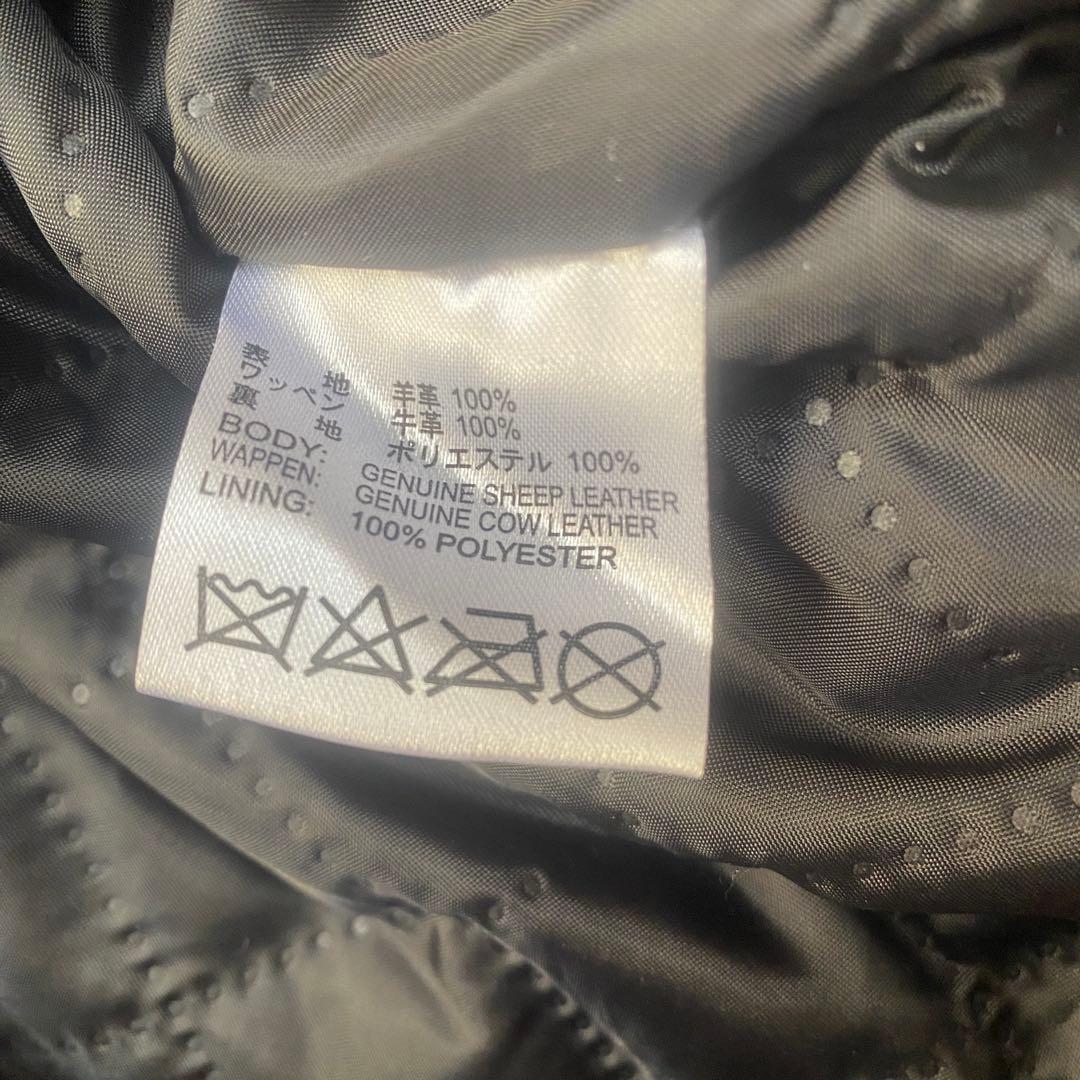 表 地 羊革 100%
ワッペン 牛革 100%
裏 地 ポリエステル 100%
BODY: GENUINE SHEEP LEATHER
WAPPEN: GENUINE COW LEATHER
LINING: 100% POLYESTER